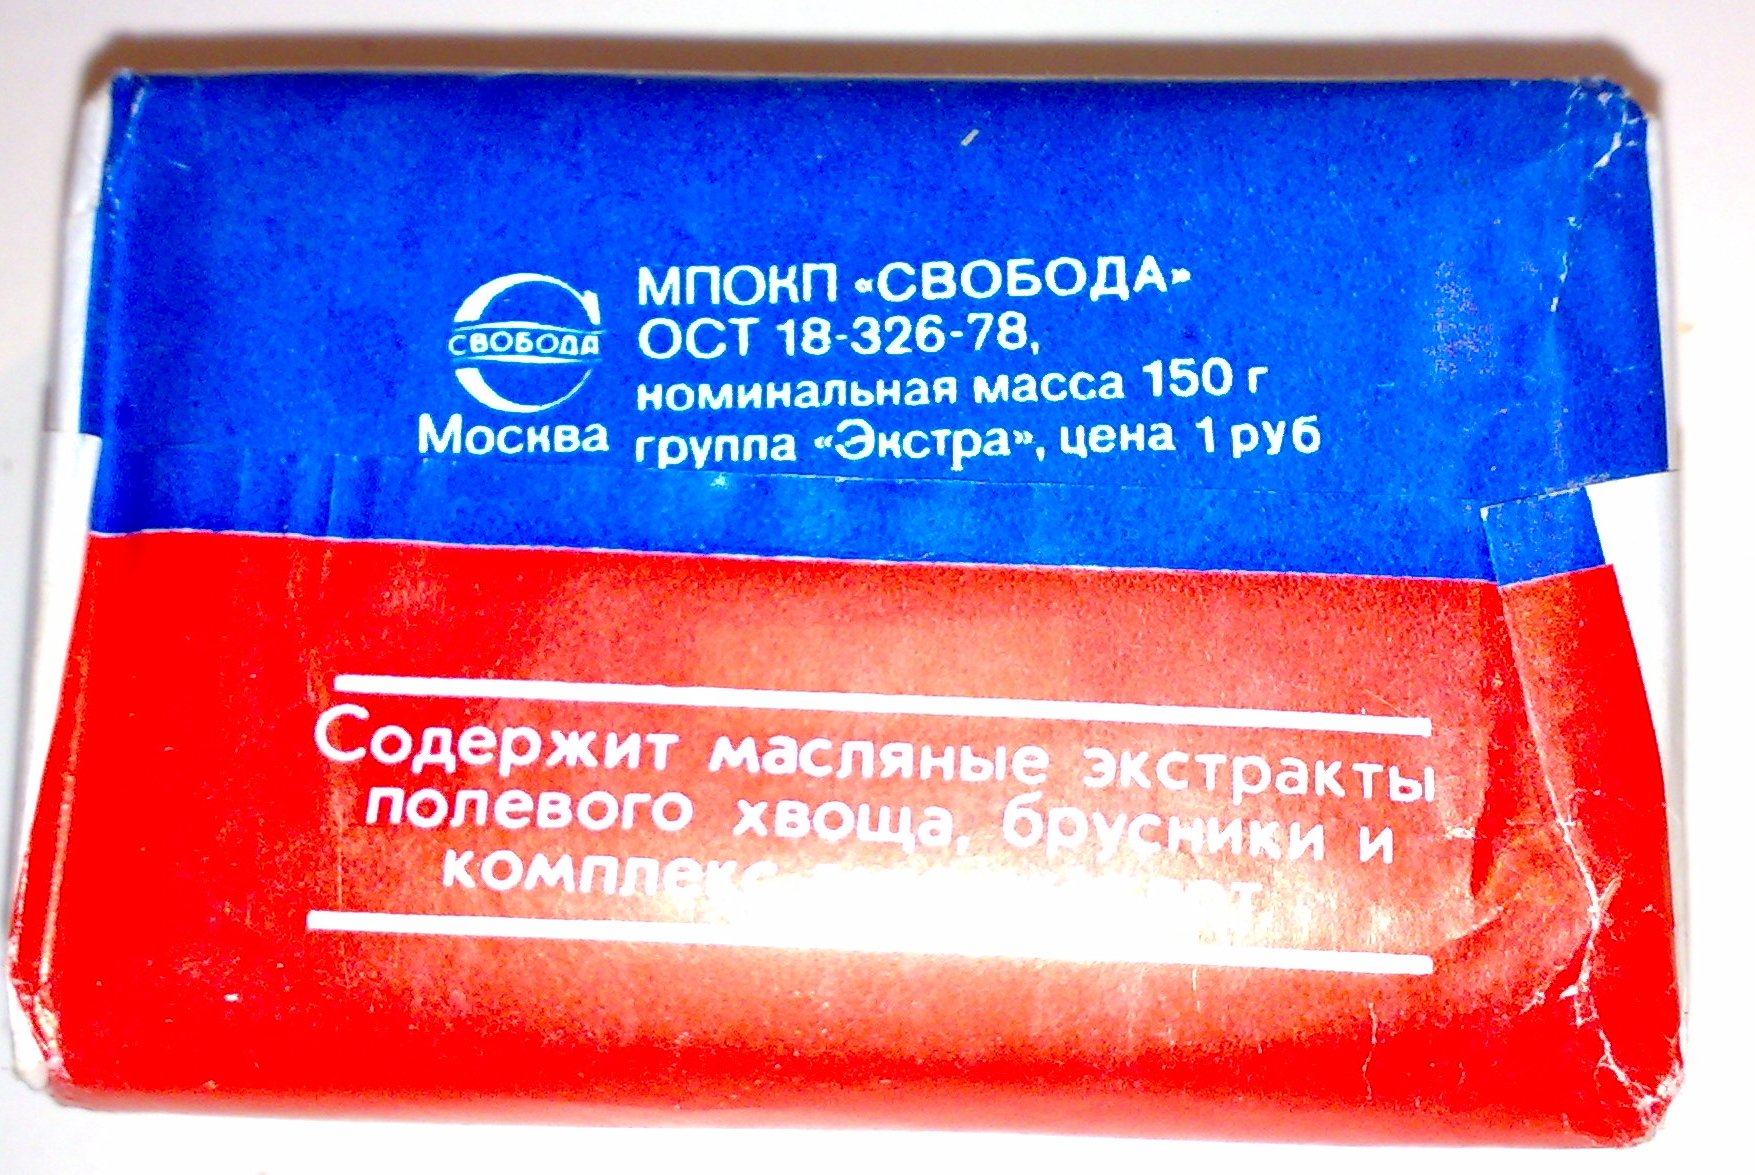 СВОБОДА
Москва
МПОКП «СВОБОДА»
ОСТ 18-326-78,
номинальная масса 150 г
группа «Экстра», цена 1 руб
Содержит масляные экстракты
полевого хвоща, брусники и
комплекс